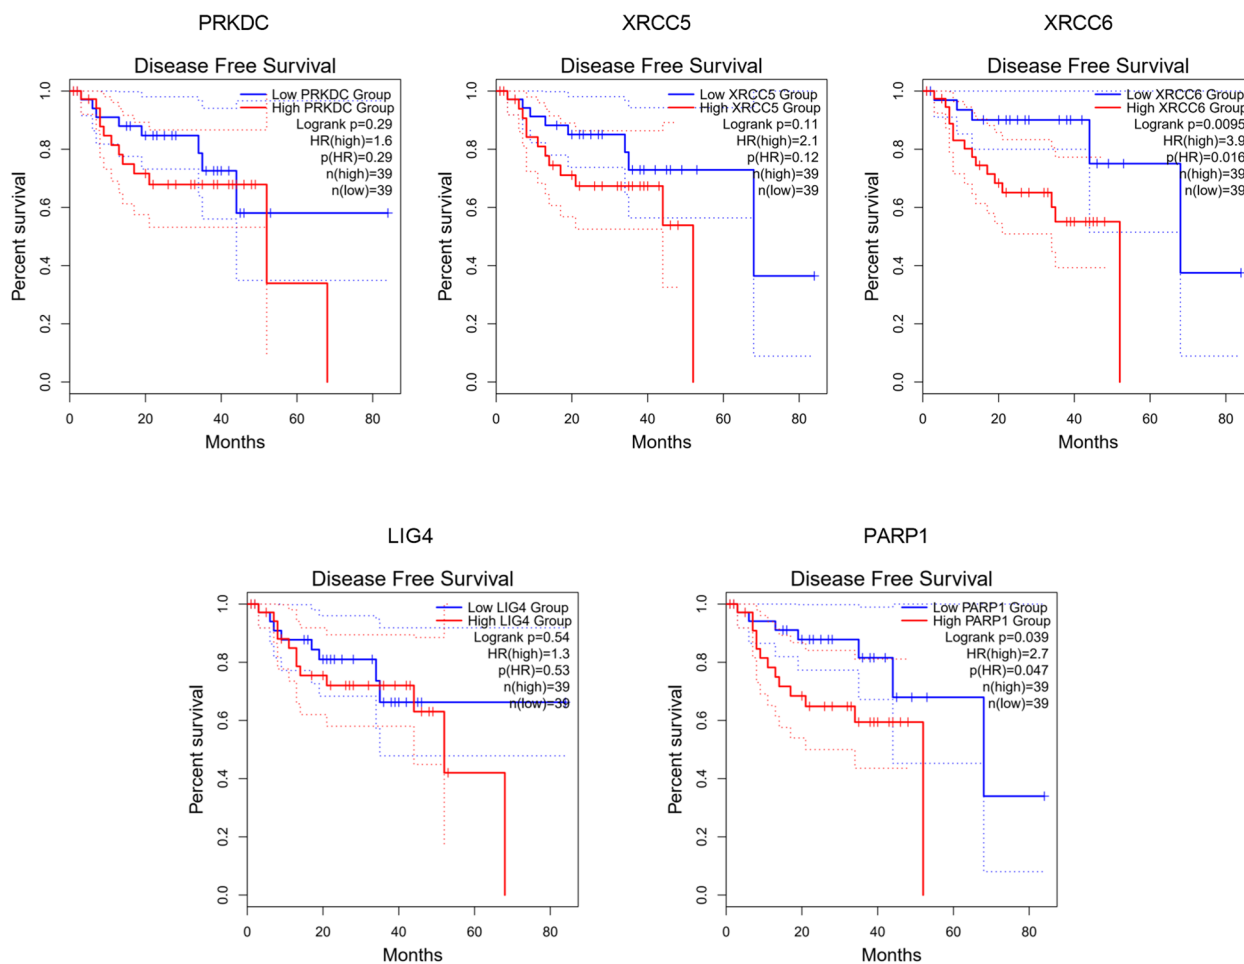 PRKDC
Disease Free Survival
Low PRKDC Group
High PRKDC Group
Logrank p=0.29
HR(high)=1.6
p(HR)=0.29
n(high)=39
n(low)=39
Percent survival
1.0
0.8
0.6
0.4
0.2
0.0
0 20 40 60 80
Months
XRCC5
Disease Free Survival
Low XRCC5 Group
High XRCC5 Group
Logrank p=0.11
HR(high)=2.1
p(HR)=0.12
n(high)=39
n(low)=39
Percent survival
1.0
0.8
0.6
0.4
0.2
0.0
0 20 40 60 80
Months
XRCC6
Disease Free Survival
Low XRCC6 Group
High XRCC6 Group
Logrank p=0.0095
HR(high)=3.9
p(HR)=0.016
n(high)=39
n(low)=39
Percent survival
1.0
0.8
0.6
0.4
0.2
0.0
0 20 40 60 80
Months
LIG4
Disease Free Survival
Low LIG4 Group
High LIG4 Group
Logrank p=0.54
HR(high)=1.3
p(HR)=0.53
n(high)=39
n(low)=39
Percent survival
1.0
0.8
0.6
0.4
0.2
0.0
0 20 40 60 80
Months
PARP1
Disease Free Survival
Low PARP1 Group
High PARP1 Group
Logrank p=0.039
HR(high)=2.7
p(HR)=0.047
n(high)=39
n(low)=39
Percent survival
1.0
0.8
0.6
0.4
0.2
0.0
0 20 40 60 80
Months